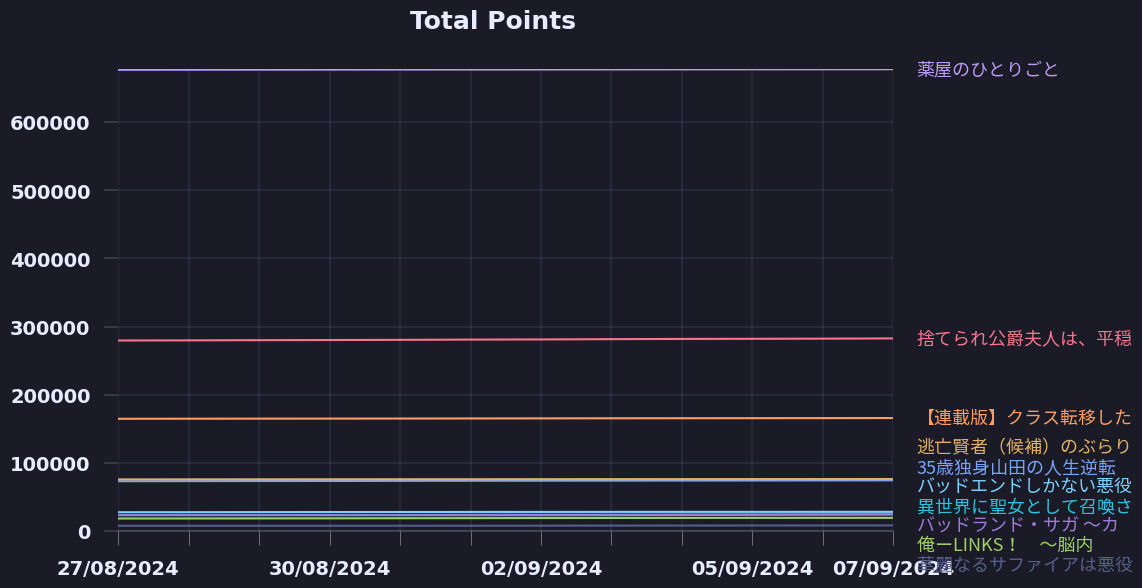 Total Points
薬屋のひとりごと
600000
500000
400000
300000
捨てられ公爵夫人は、平穏
200000
【連載版】クラス転移した
逃亡賢者（候補）のぶらり
100000
35歳独身山田の人生逆転
バッドエンドしかない悪役
異世界に聖女として召喚さ
バッドランド・サガ ～カ
0
俺ーLINKS！　～脳内
華麗なるサファイアは悪役
27/08/2024
30/08/2024
02/09/2024
05/09/2024
07/09/2024